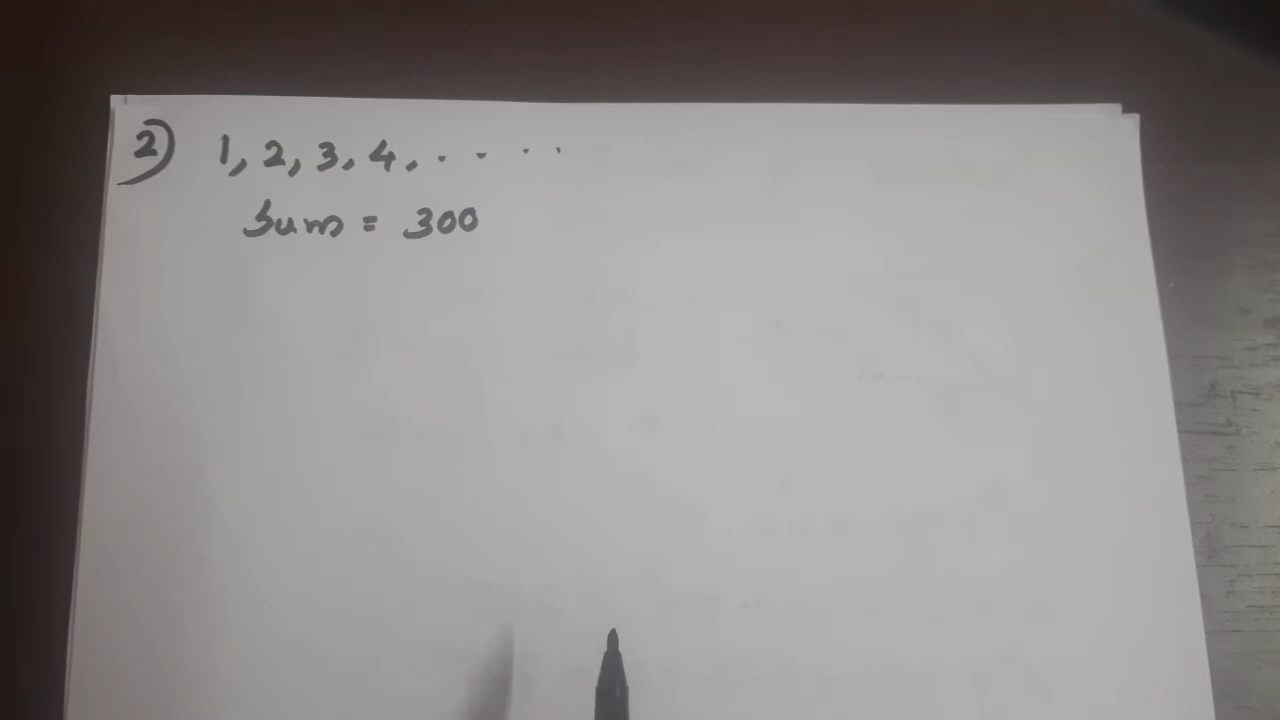 2) 1, 2, 3, 4, . . . .
Sum = 300